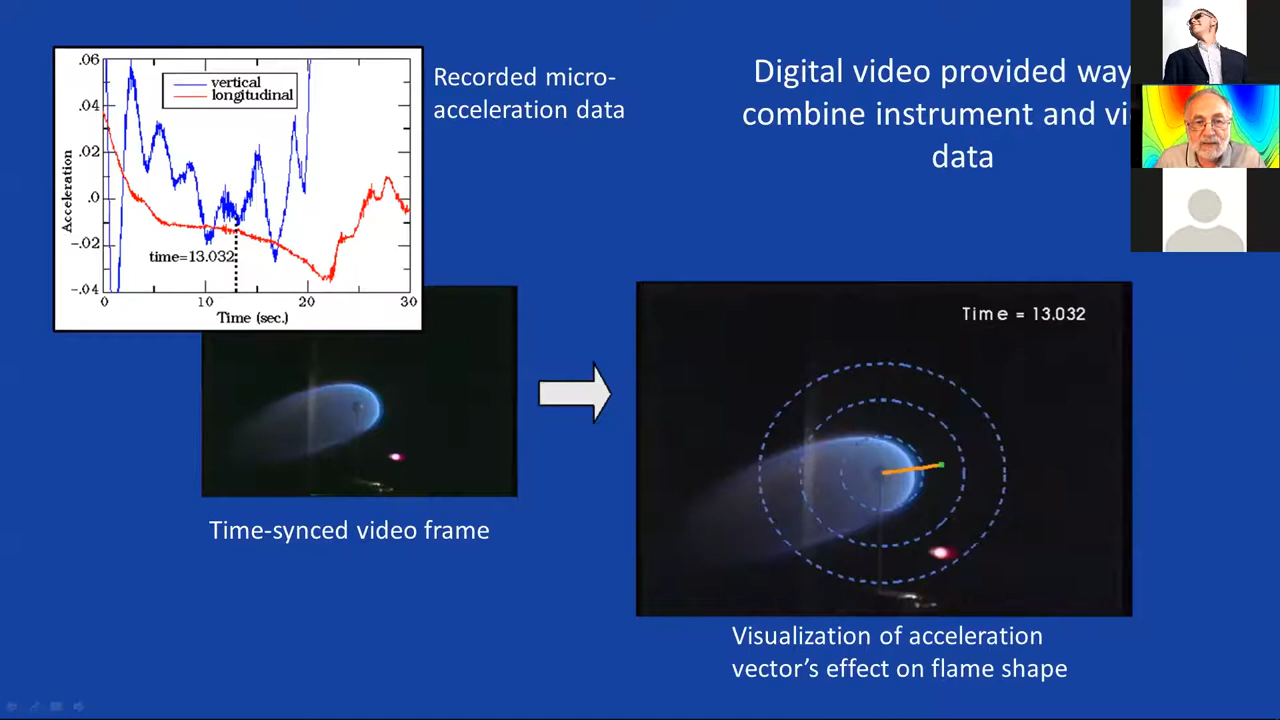 .06
.04
.02
.0
-.02
-.04
Acceleration
vertical
longitudinal
time=13.032
0
10
20
30
Time (sec.)
Recorded micro-
acceleration data
Digital video provided way
combine instrument and vi
data
Time = 13.032
Time-synced video frame
Visualization of acceleration
vector's effect on flame shape